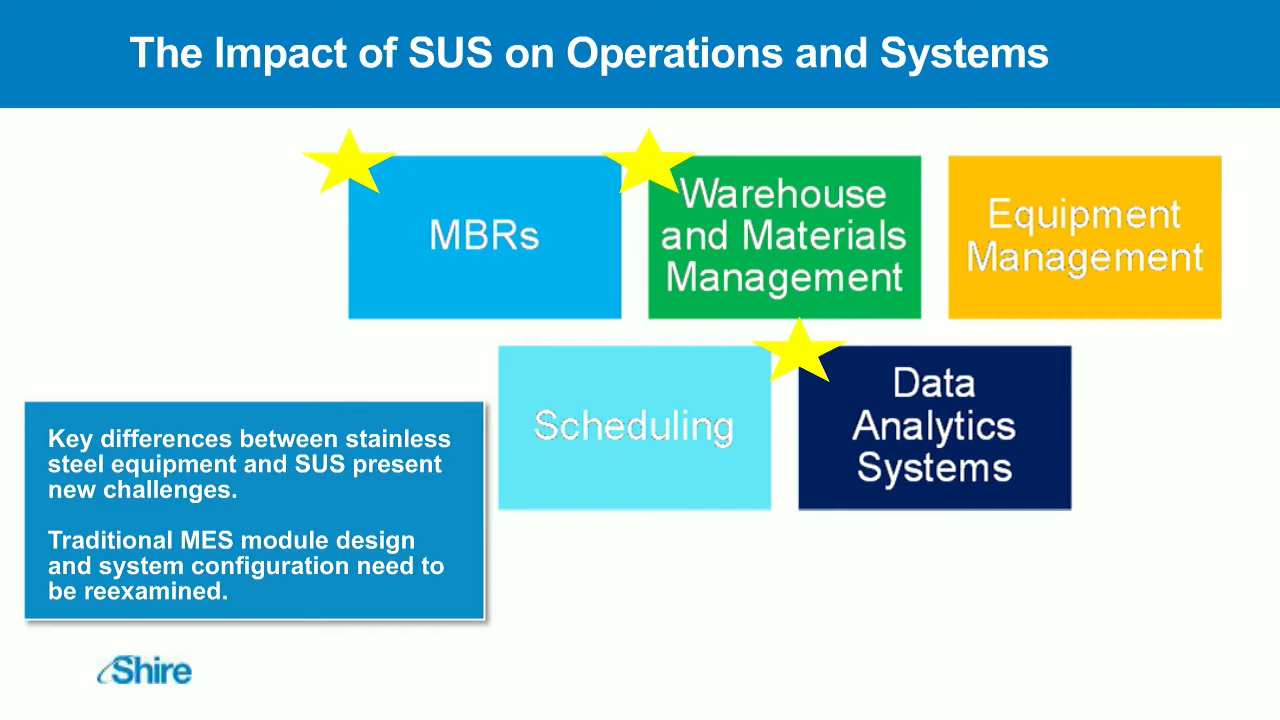 The Impact of SUS on Operations and Systems
MBRs
Warehouse
and Materials
Management
Equipment
Management
Scheduling
Data
Analytics
Systems
Key differences between stainless
steel equipment and SUS present
new challenges.
Traditional MES module design
and system configuration need to
be reexamined.
Shire